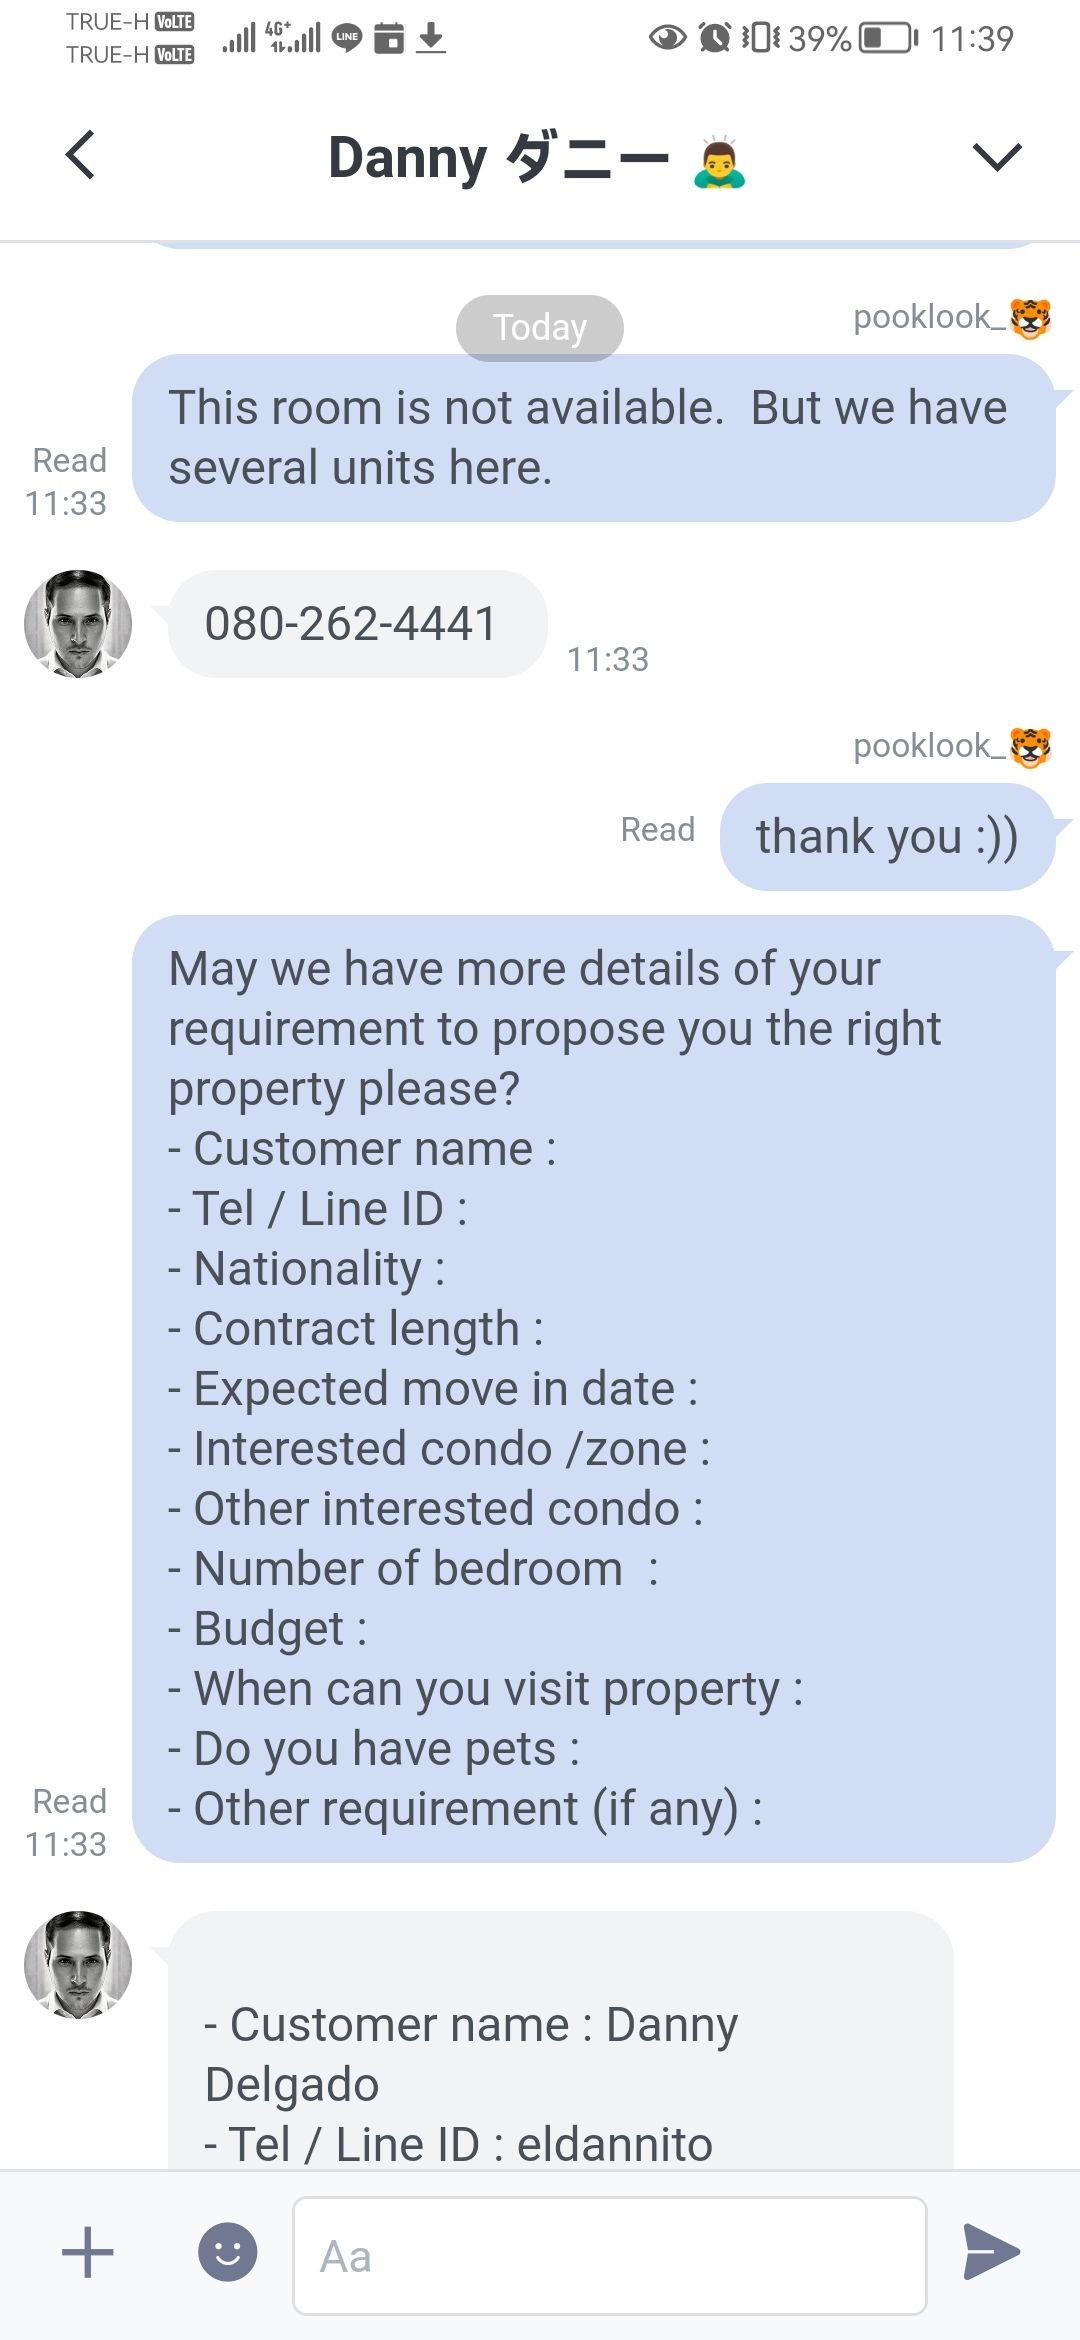 TRUE-H VoLTE
TRUE-H VoLTE
4G+
LINE
39%
11:39
Danny ダニー 🙇‍♂️
Today
pooklook_🐯
This room is not available.  But we have
several units here.
Read
11:33
080-262-4441
11:33
pooklook_🐯
Read
thank you :))
May we have more details of your
requirement to propose you the right
property please?
- Customer name :
- Tel / Line ID :
- Nationality :
- Contract length :
- Expected move in date :
- Interested condo /zone :
- Other interested condo :
- Number of bedroom  :
- Budget :
- When can you visit property :
- Do you have pets :
- Other requirement (if any) :
Read
11:33
- Customer name : Danny
Delgado
- Tel / Line ID : eldannito
Aa